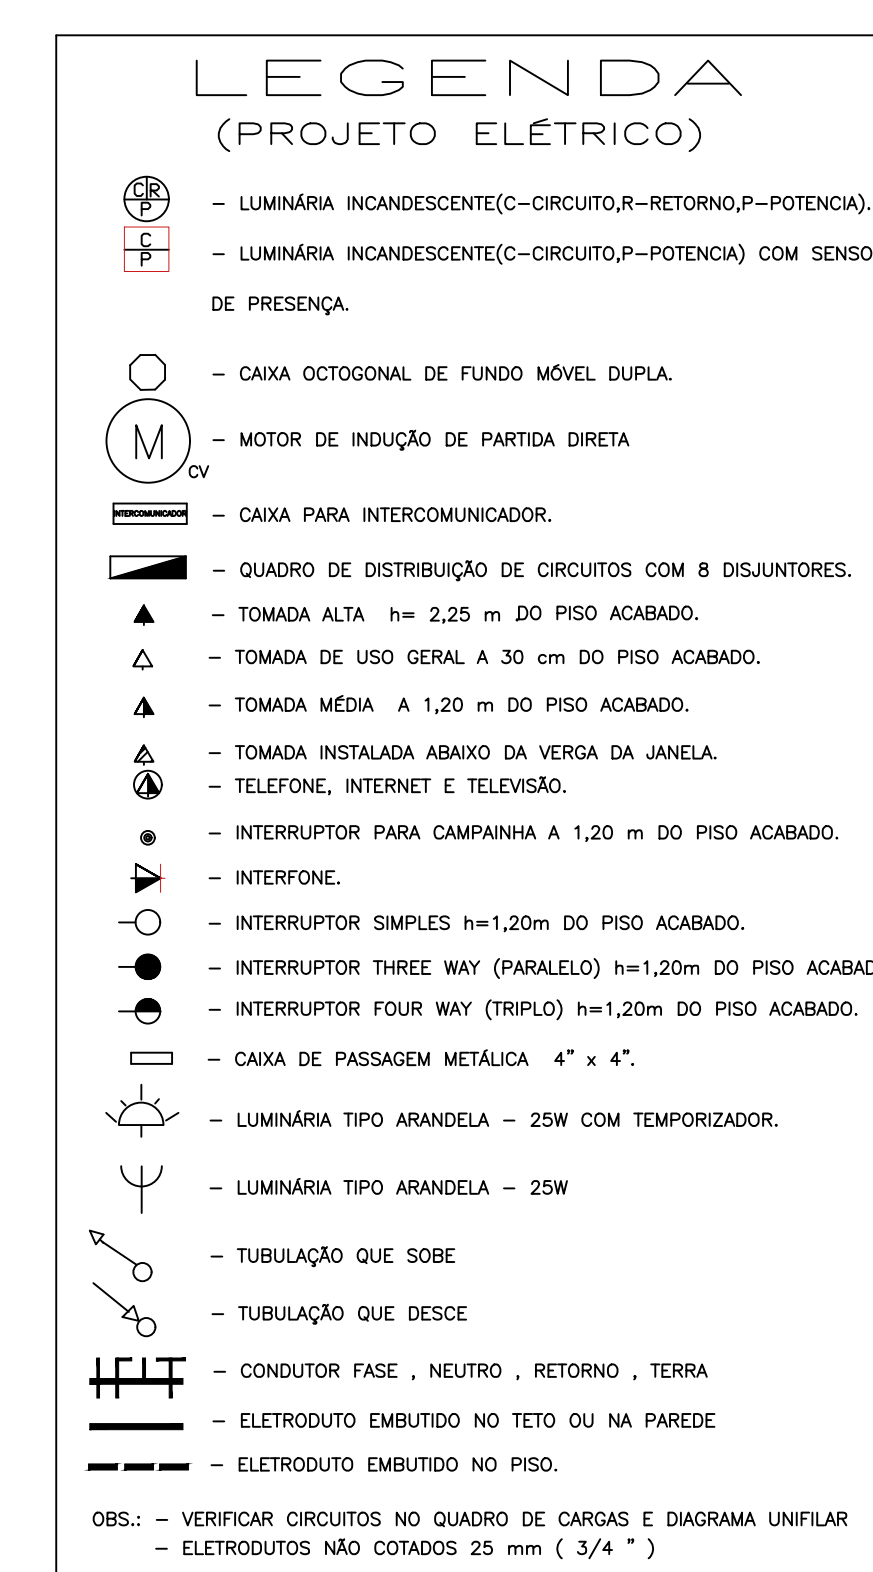 LEGENDA
(PROJETO ELÉTRICO)
C R P - LUMINÁRIA INCANDESCENTE(C-CIRCUITO,R-RETORNO,P-POTENCIA).
C P - LUMINÁRIA INCANDESCENTE(C-CIRCUITO,P-POTENCIA) COM SENSO
DE PRESENÇA.
- CAIXA OCTOGONAL DE FUNDO MÓVEL DUPLA.
M CV - MOTOR DE INDUÇÃO DE PARTIDA DIRETA
INTERCOMUNICADOR - CAIXA PARA INTERCOMUNICADOR.
- QUADRO DE DISTRIBUIÇÃO DE CIRCUITOS COM 8 DISJUNTORES.
- TOMADA ALTA h= 2,25 m DO PISO ACABADO.
- TOMADA DE USO GERAL A 30 cm DO PISO ACABADO.
- TOMADA MÉDIA A 1,20 m DO PISO ACABADO.
- TOMADA INSTALADA ABAIXO DA VERGA DA JANELA.
- TELEFONE, INTERNET E TELEVISÃO.
- INTERRUPTOR PARA CAMPAINHA A 1,20 m DO PISO ACABADO.
- INTERFONE.
- INTERRUPTOR SIMPLES h=1,20m DO PISO ACABADO.
- INTERRUPTOR THREE WAY (PARALELO) h=1,20m DO PISO ACABAD
- INTERRUPTOR FOUR WAY (TRIPLO) h=1,20m DO PISO ACABADO.
- CAIXA DE PASSAGEM METÁLICA 4" x 4".
- LUMINÁRIA TIPO ARANDELA - 25W COM TEMPORIZADOR.
- LUMINÁRIA TIPO ARANDELA - 25W
- TUBULAÇÃO QUE SOBE
- TUBULAÇÃO QUE DESCE
- CONDUTOR FASE , NEUTRO , RETORNO , TERRA
- ELETRODUTO EMBUTIDO NO TETO OU NA PAREDE
- ELETRODUTO EMBUTIDO NO PISO.
OBS.: - VERIFICAR CIRCUITOS NO QUADRO DE CARGAS E DIAGRAMA UNIFILAR
- ELETRODUTOS NÃO COTADOS 25 mm ( 3/4 " )